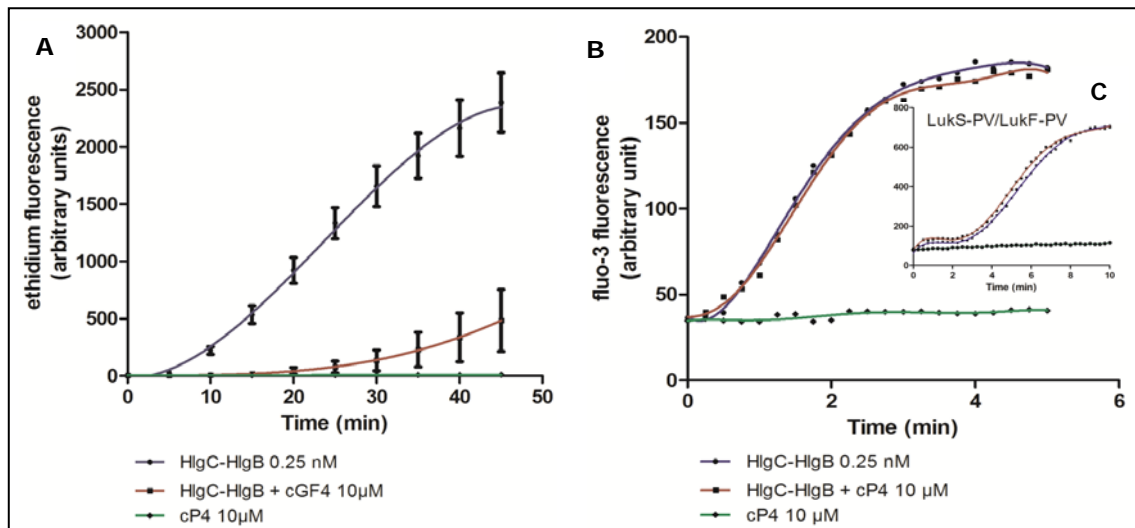 A
3000
2500
2000
1500
1000
500
0
ethidium fluorescence
(arbitrary units)
0 10 20 30 40 50
Time (min)
HlgC-HlgB 0.25 nM
HlgC-HlgB + cGF4 10µM
cP4 10µM
B
200
150
100
50
0
fluo-3 fluorescence
(arbitrary unit)
0 2 4 6
Time (min)
HlgC-HlgB 0.25 nM
HlgC-HlgB + cP4 10 µM
cP4 10 µM
C
LukS-PV/LukF-PV
800
600
400
200
0
0 2 4 6 8 10
Time (min)